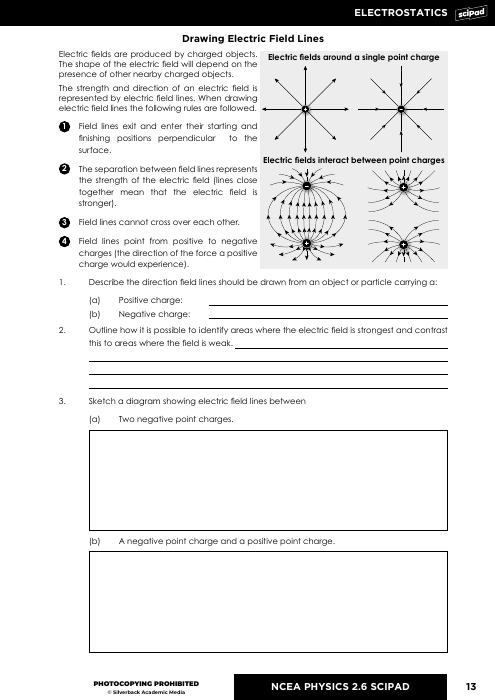 ELECTROSTATICS
scipad
Drawing Electric Field Lines
Electric fields are produced by charged objects.
The shape of the electric field will depend on the
presence of other nearby charged objects.
The strength and direction of an electric field is
represented by electric field lines. When drawing
electric field lines the following rules are followed.
1 Field lines exit and enter their starting and
finishing positions perpendicular to the
surface.
2 The separation between field lines represents
the strength of the electric field (lines close
together mean that the electric field is
stronger).
3 Field lines cannot cross over each other.
4 Field lines point from positive to negative
charges (the direction of the force a positive
charge would experience).
Electric fields around a single point charge
+ −
Electric fields interact between point charges
− +
+ +
1. Describe the direction field lines should be drawn from an object or particle carrying a:
(a) Positive charge:
(b) Negative charge:
2. Outline how it is possible to identify areas where the electric field is strongest and contrast
this to areas where the field is weak.
3. Sketch a diagram showing electric field lines between
(a) Two negative point charges.
(b) A negative point charge and a positive point charge.
PHOTOCOPYING PROHIBITED
© Silverback Academic Media
NCEA PHYSICS 2.6 SCIPAD
13